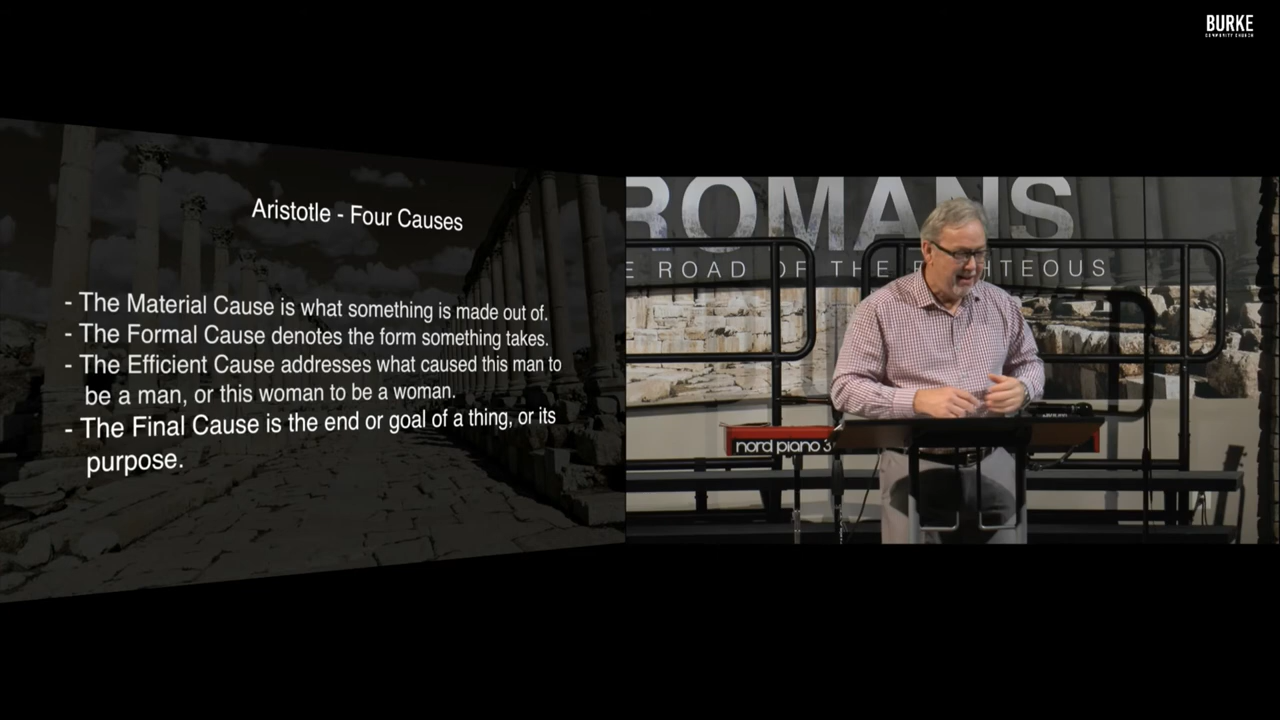 BURKE
COMMUNITY CHURCH
Aristotle - Four Causes
- The Material Cause is what something is made out of.
- The Formal Cause denotes the form something takes.
- The Efficient Cause addresses what caused this man to
be a man, or this woman to be a woman.
- The Final Cause is the end or goal of a thing, or its
purpose.
ROMANS
E ROAD OF THE HTEOUS
nord piano 3